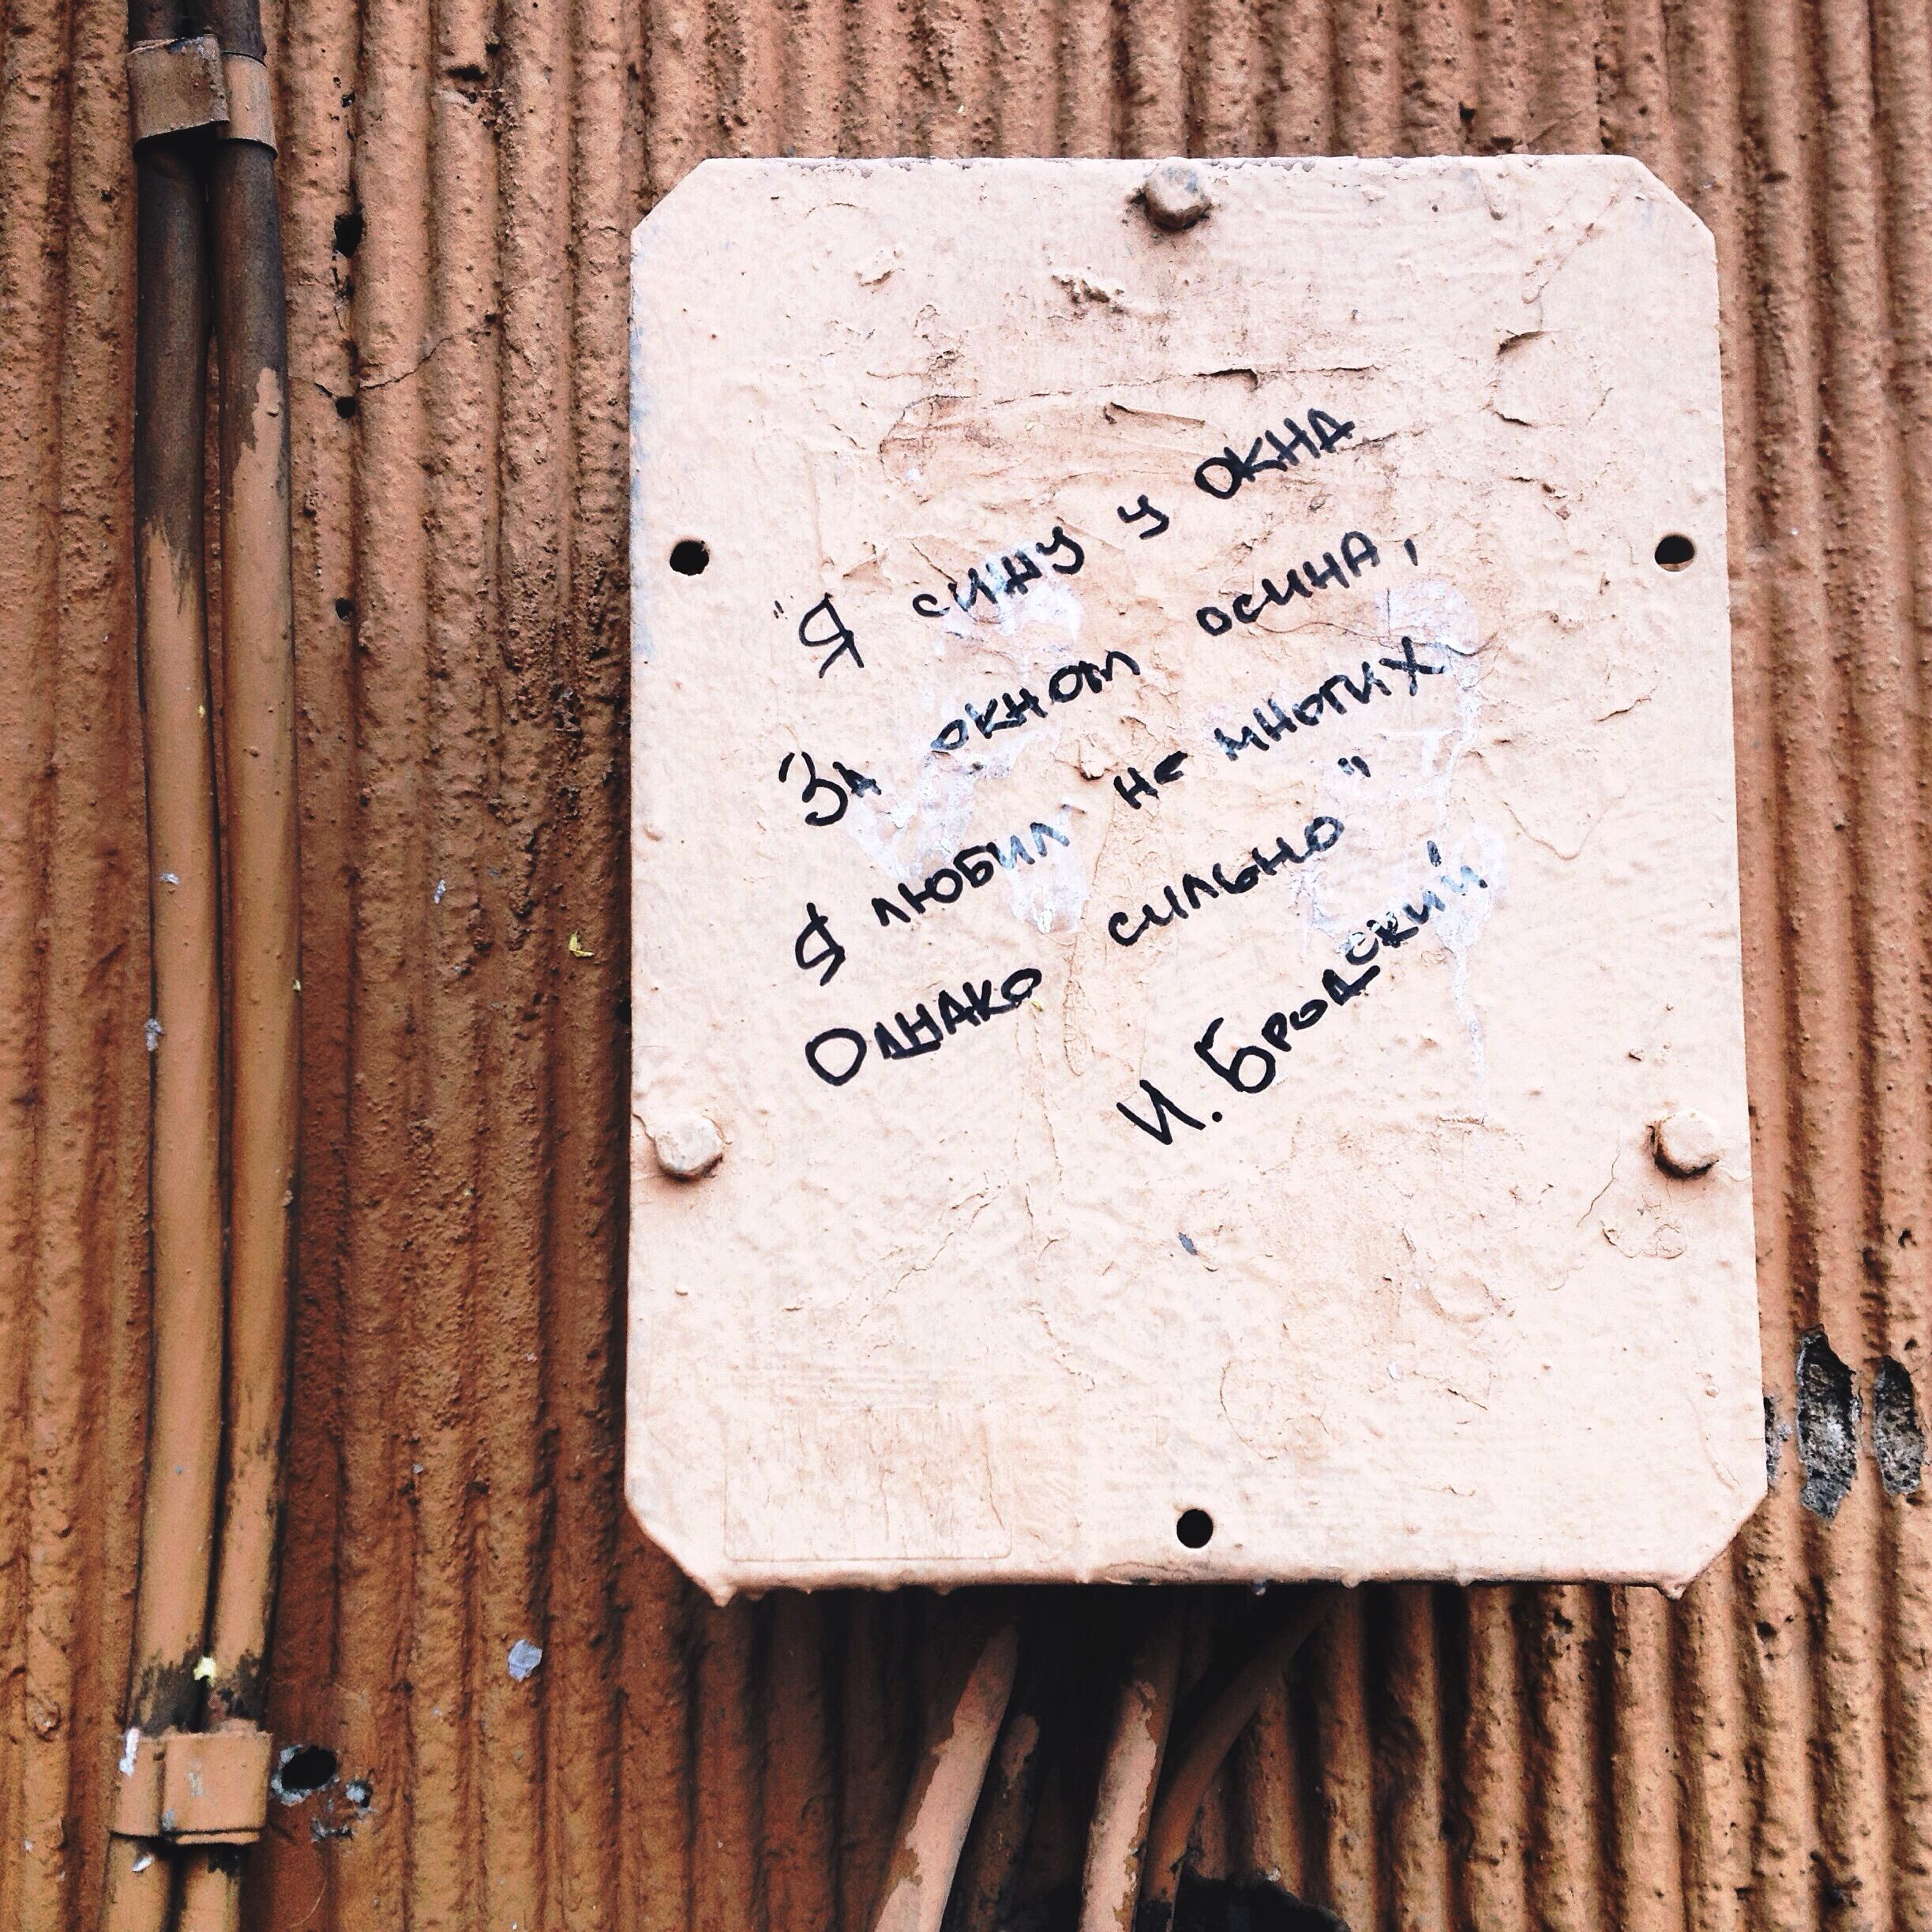 "Я сижу у окна
За окном осина,
Я любил не многих
Однако сильно"
И. Бродский